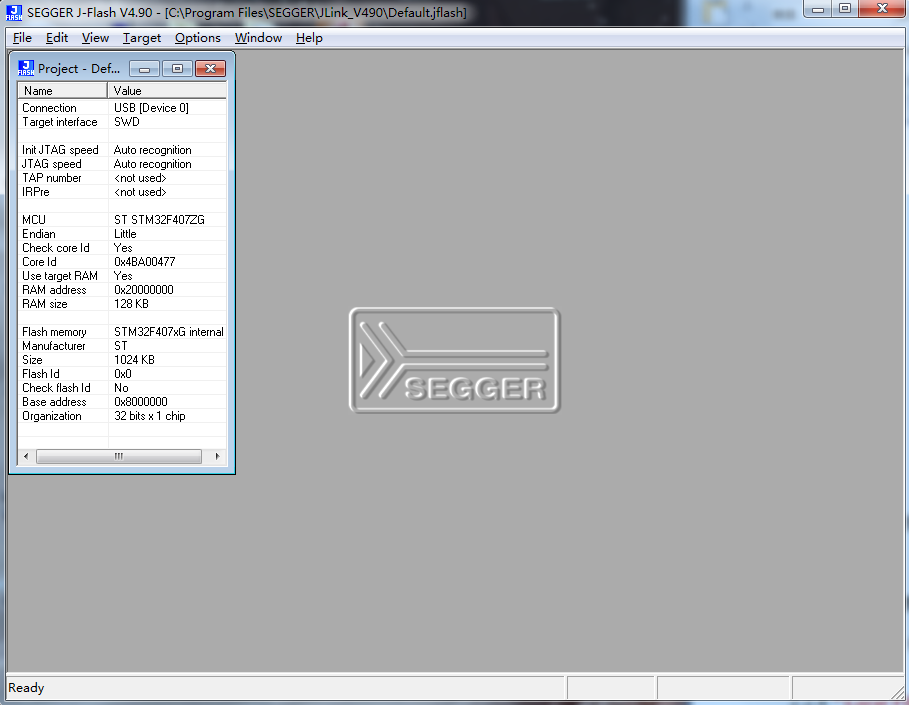 SEGGER J-Flash V4.90 - [C:\Program Files\SEGGER\JLink_V490\Default.jflash]
File Edit View Target Options Window Help
Project - Def...
Name Value
Connection USB [Device 0]
Target interface SWD
Init JTAG speed Auto recognition
JTAG speed Auto recognition
TAP number <not used>
IRPre <not used>
MCU ST STM32F407ZG
Endian Little
Check core Id Yes
Core Id 0x4BA00477
Use target RAM Yes
RAM address 0x20000000
RAM size 128 KB
Flash memory STM32F407xG internal
Manufacturer ST
Size 1024 KB
Flash Id 0x0
Check flash Id No
Base address 0x8000000
Organization 32 bits x 1 chip
SEGGER
Ready